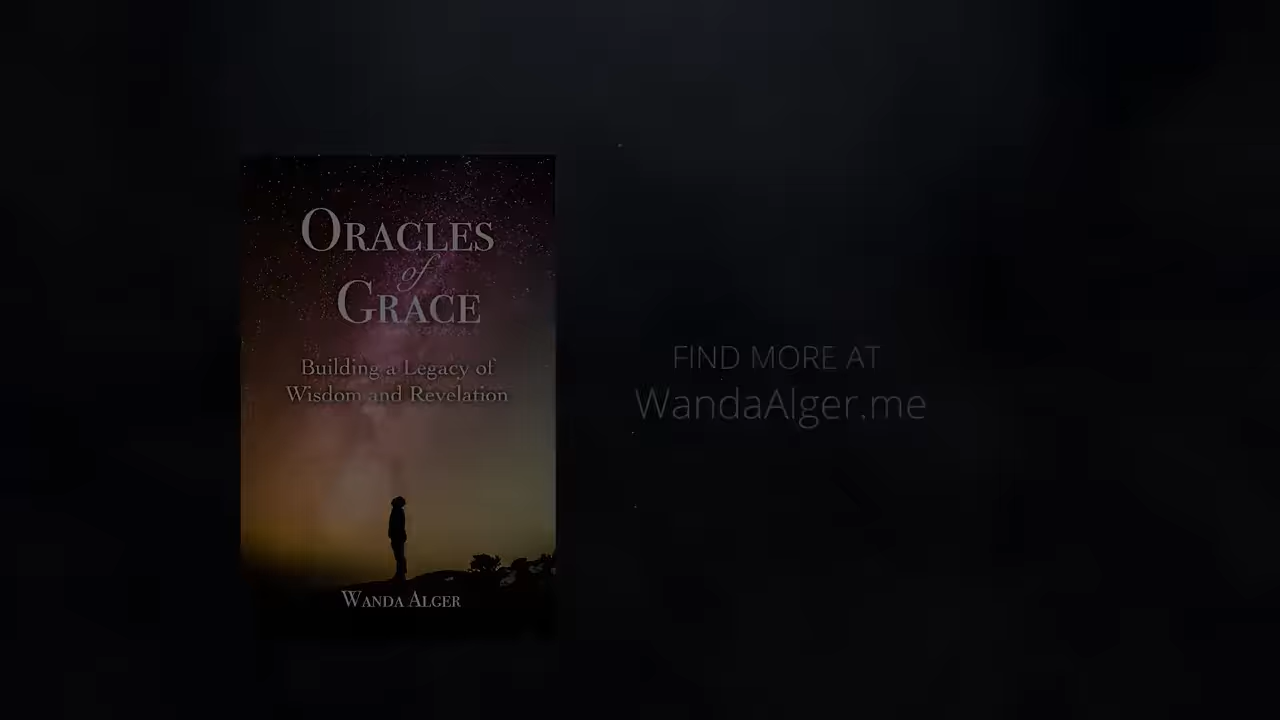 ORACLES
of
GRACE
Building a Legacy of
Wisdom and Revelation
WANDA ALGER
FIND MORE AT
WandaAlger.me